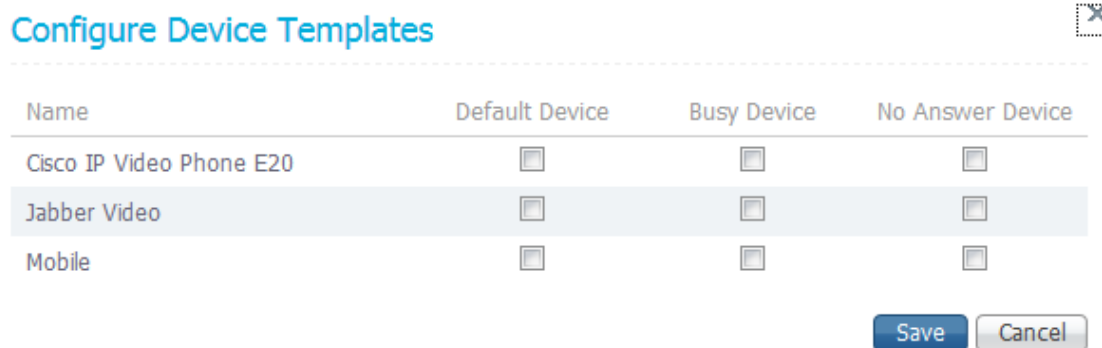 Configure Device Templates
Name Default Device Busy Device No Answer Device
Cisco IP Video Phone E20
Jabber Video
Mobile
Save Cancel